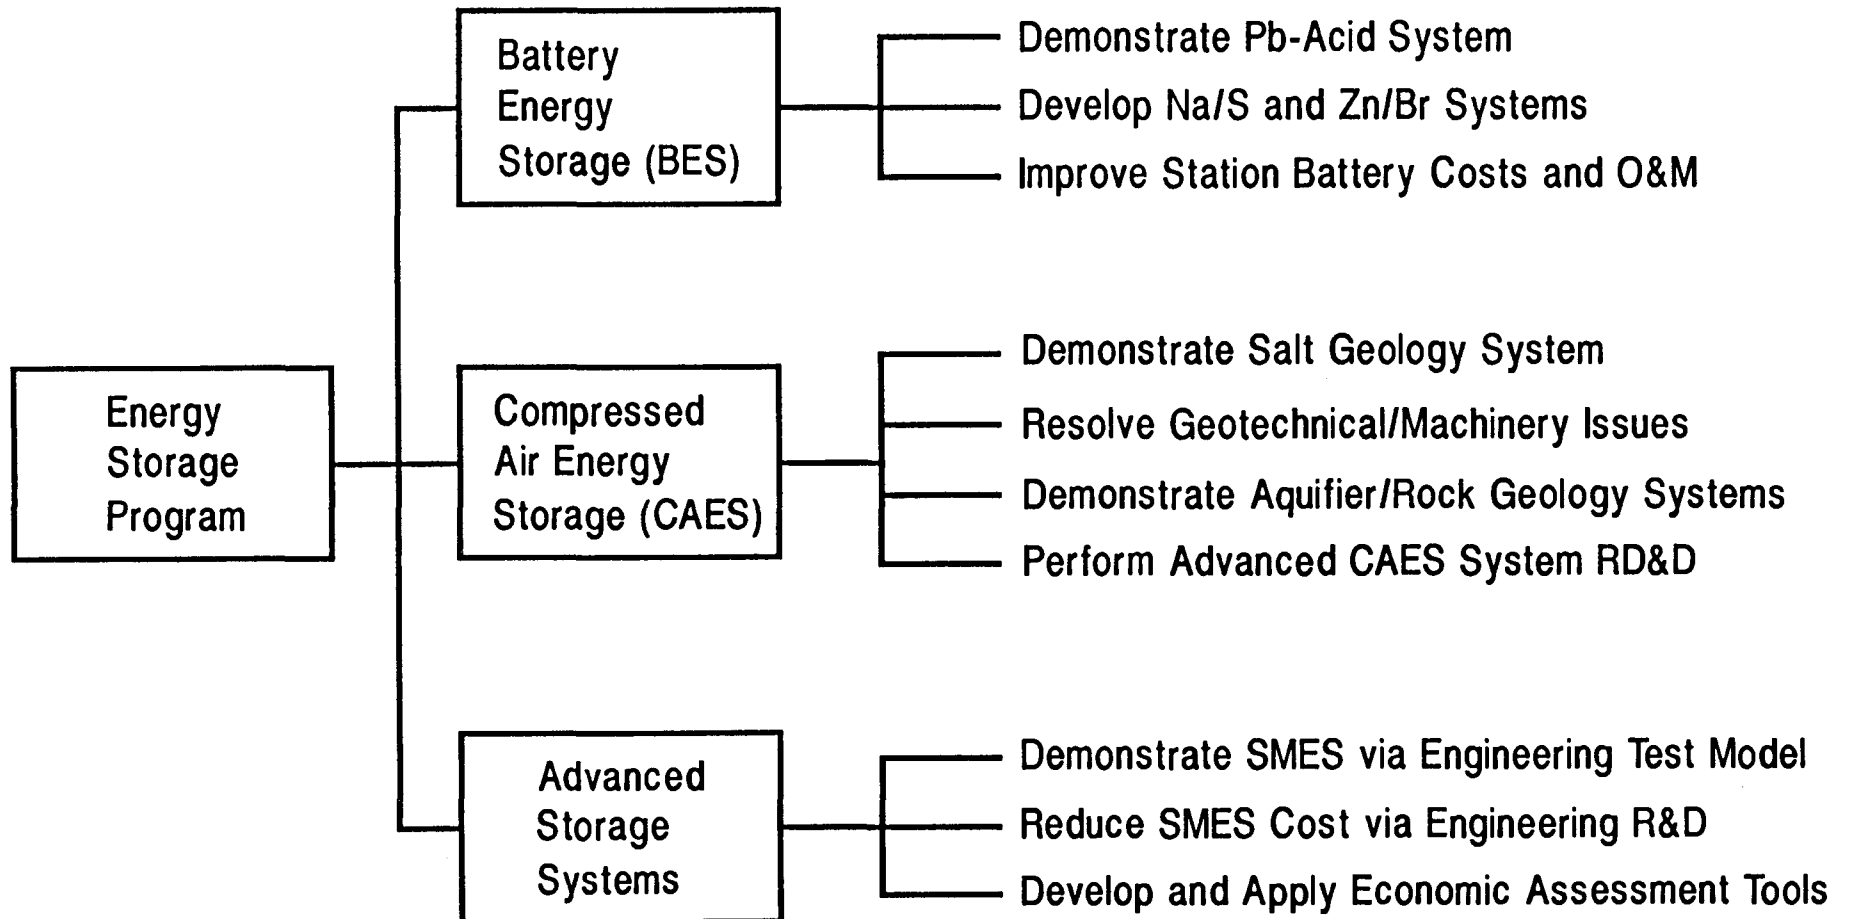 Battery
Energy
Storage (BES)
Demonstrate Pb-Acid System
Develop Na/S and Zn/Br Systems
Improve Station Battery Costs and O&M
Energy
Storage
Program
Compressed
Air Energy
Storage (CAES)
Demonstrate Salt Geology System
Resolve Geotechnical/Machinery Issues
Demonstrate Aquifier/Rock Geology Systems
Perform Advanced CAES System RD&D
Advanced
Storage
Systems
Demonstrate SMES via Engineering Test Model
Reduce SMES Cost via Engineering R&D
Develop and Apply Economic Assessment Tools